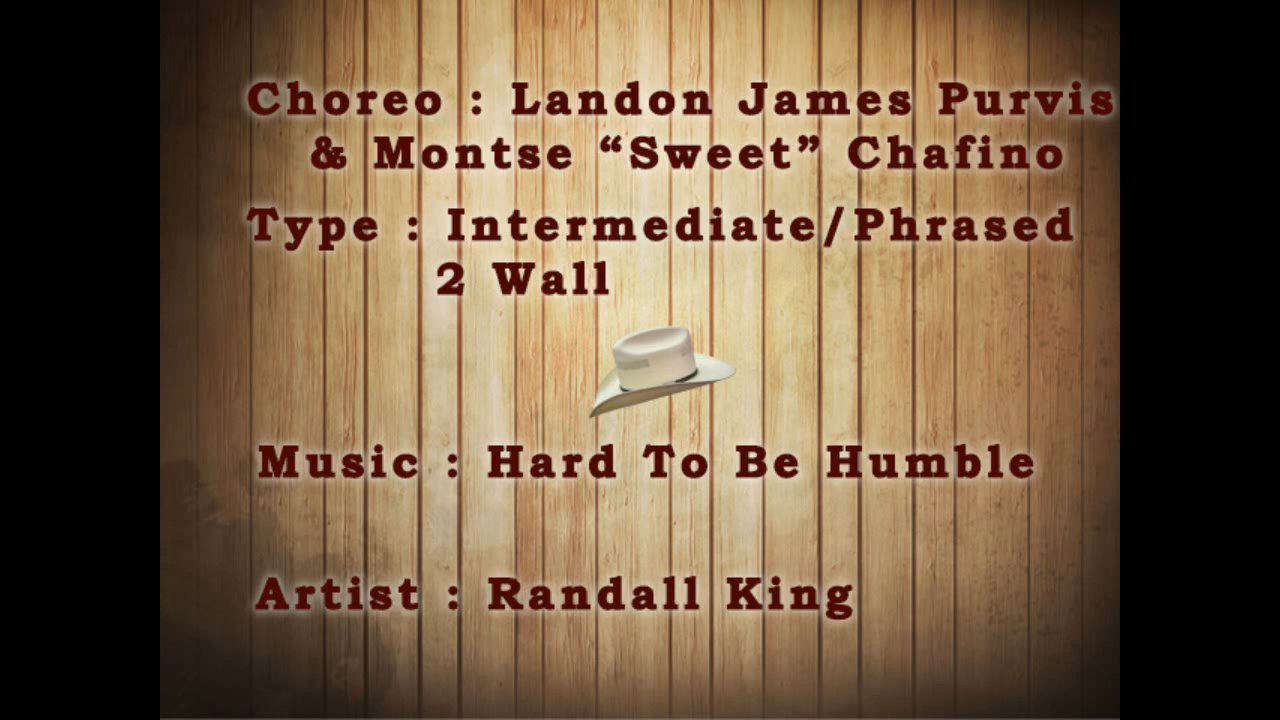 Choreo : Landon James Purvis
& Montse “Sweet” Chafino
Type : Intermediate/Phrased
2 Wall
Music : Hard To Be Humble
Artist : Randall King